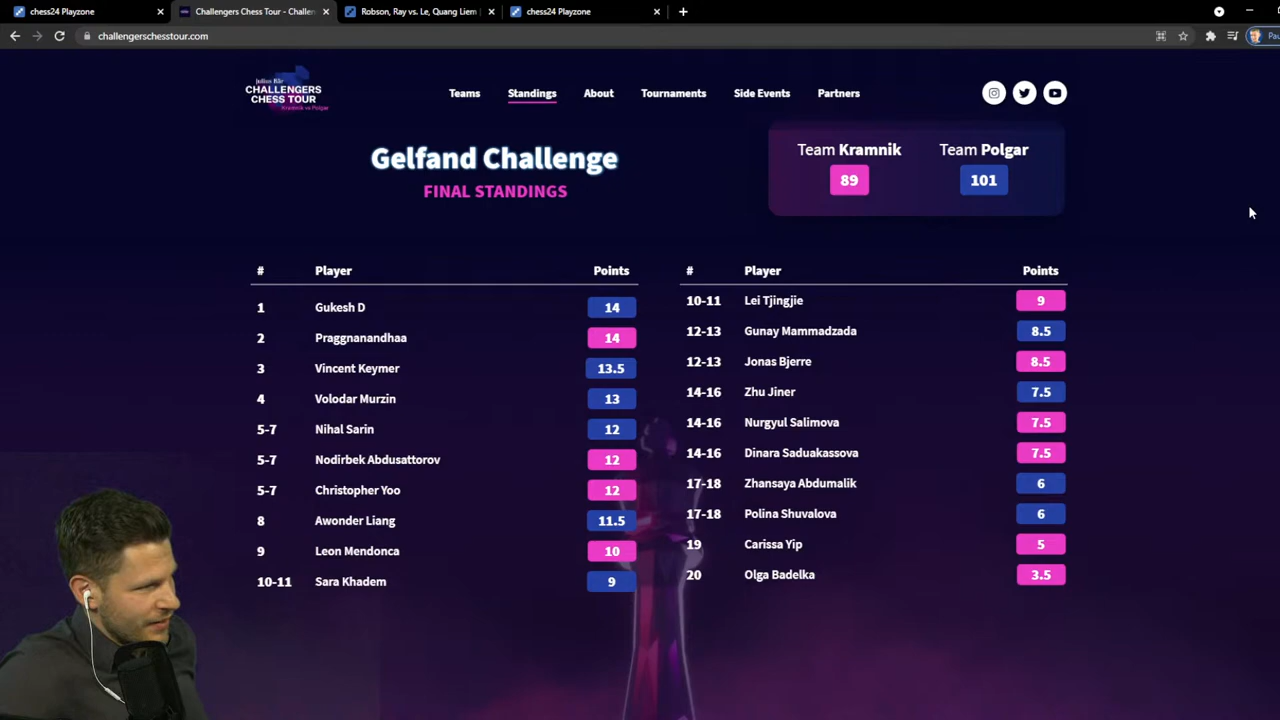 chess24 Playzone
Challengers Chess Tour - Challen
Robson, Ray vs. Le, Quang Liem
chess24 Playzone
challengerschesstour.com
Julius Bär
CHALLENGERS
CHESS TOUR
Kramnik vs Polgar
Teams
Standings
About
Tournaments
Side Events
Partners
Gelfand Challenge
FINAL STANDINGS
Team Kramnik
89
Team Polgar
101
# Player Points
1 Gukesh D 14
2 Praggnanandhaa 14
3 Vincent Keymer 13.5
4 Volodar Murzin 13
5-7 Nihal Sarin 12
5-7 Nodirbek Abdusattorov 12
5-7 Christopher Yoo 12
8 Awonder Liang 11.5
9 Leon Mendonca 10
10-11 Sara Khadem 9
# Player Points
10-11 Lei Tjingjie 9
12-13 Gunay Mammadzada 8.5
12-13 Jonas Bjerre 8.5
14-16 Zhu Jiner 7.5
14-16 Nurgyul Salimova 7.5
14-16 Dinara Saduakassova 7.5
17-18 Zhansaya Abdumalik 6
17-18 Polina Shuvalova 6
19 Carissa Yip 5
20 Olga Badelka 3.5